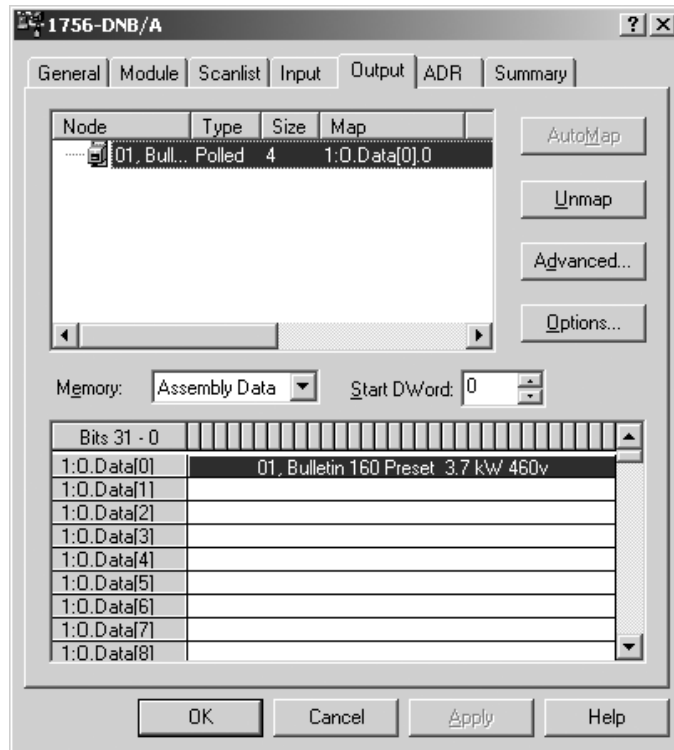 1756-DNB/A
General Module Scanlist Input Output ADR Summary
Node Type Size Map
01, Bull... Polled 4 1:O.Data[0].0
AutoMap
Unmap
Advanced...
Options...
Memory: Assembly Data Start DWord: 0
Bits 31 - 0
1:O.Data[0] 01, Bulletin 160 Preset 3.7 kW 460v
1:O.Data[1]
1:O.Data[2]
1:O.Data[3]
1:O.Data[4]
1:O.Data[5]
1:O.Data[6]
1:O.Data[7]
1:O.Data[8]
OK Cancel Apply Help